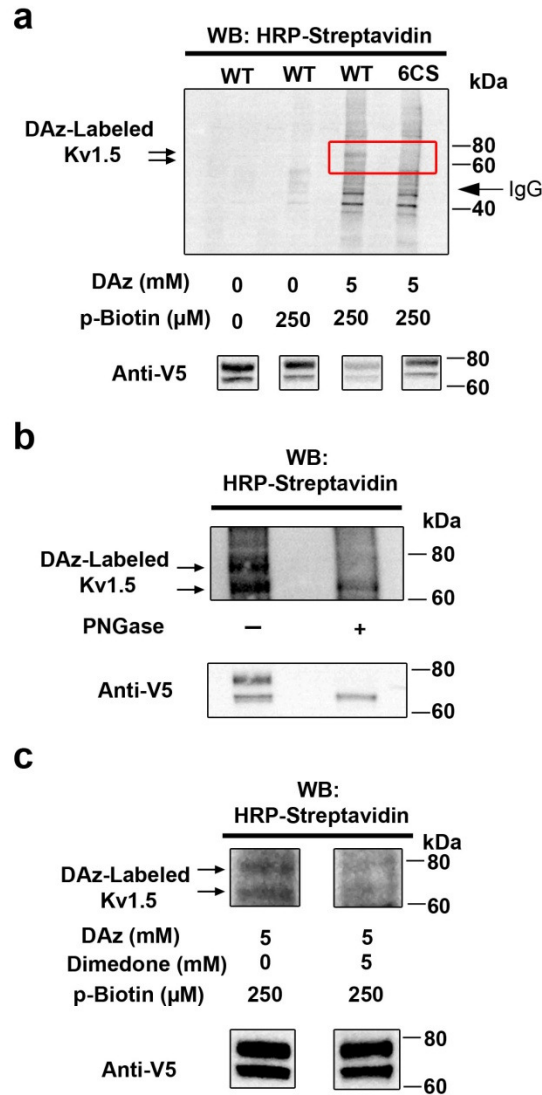 a
WB: HRP-Streptavidin
WT WT WT 6CS kDa
DAz-Labeled
Kv1.5
80
60
IgG
40
DAz (mM) 0 0 5 5
p-Biotin (µM) 0 250 250 250
Anti-V5 80
60
b
WB:
HRP-Streptavidin
kDa
DAz-Labeled
Kv1.5
80
60
PNGase – +
Anti-V5 80
60
c
WB:
HRP-Streptavidin
kDa
DAz-Labeled
Kv1.5
80
60
DAz (mM) 5 5
Dimedone (mM) 0 5
p-Biotin (µM) 250 250
Anti-V5 80
60